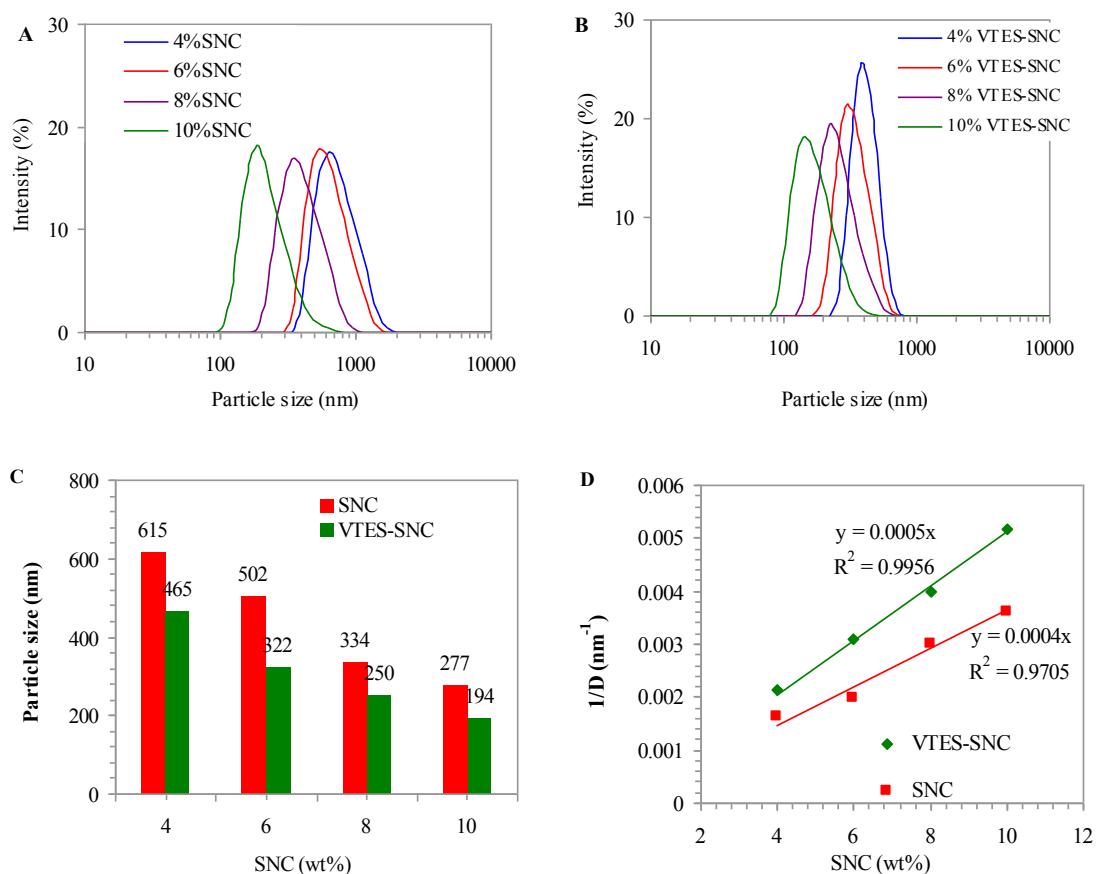 A
30
20
10
0
Intensity (%)
4%SNC
6%SNC
8%SNC
10%SNC
10 100 1000 10000
Particle size (nm)
B
30
20
10
0
Intensity (%)
4% VTES-SNC
6% VTES-SNC
8% VTES-SNC
10% VTES-SNC
10 100 1000 10000
Particle size (nm)
C
800
600
400
200
0
Particle size (nm)
SNC
VTES-SNC
615
465
502
322
334
250
277
194
4 6 8 10
SNC (wt%)
D
0.006
0.005
0.004
0.003
0.002
0.001
0
1/D (nm⁻¹)
y = 0.0005x
R² = 0.9956
y = 0.0004x
R² = 0.9705
VTES-SNC
SNC
2 4 6 8 10 12
SNC (wt%)